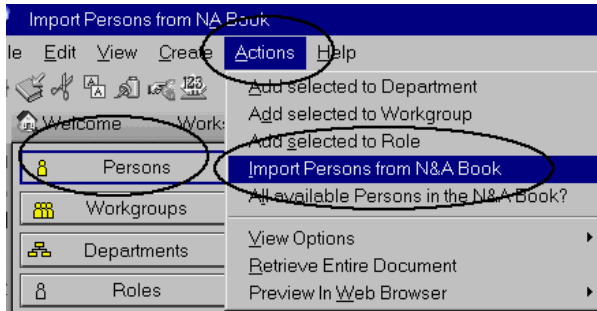 Import Persons from NA Book
le Edit View Create Actions Help
Welcome Works
Add selected to Department
Add selected to Workgroup
Add selected to Role
Persons
Import Persons from N&A Book
All available Persons in the N&A Book?
Workgroups
View Options
Departments
Retrieve Entire Document
Roles
Preview In Web Browser